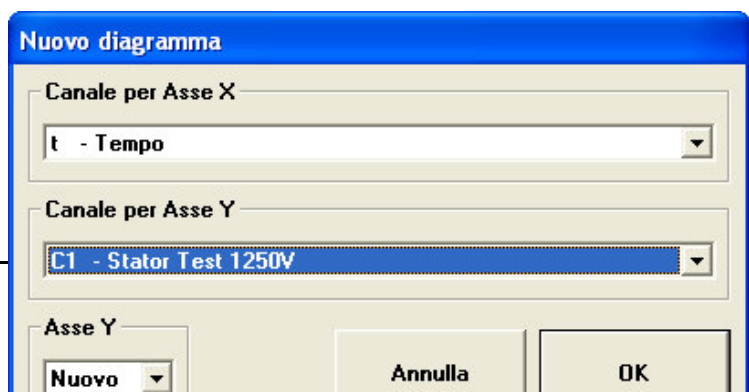 Nuovo diagramma
Canale per Asse X
t - Tempo
Canale per Asse Y
C1 - Stator Test 1250V
Asse Y
Nuovo
Annulla
OK